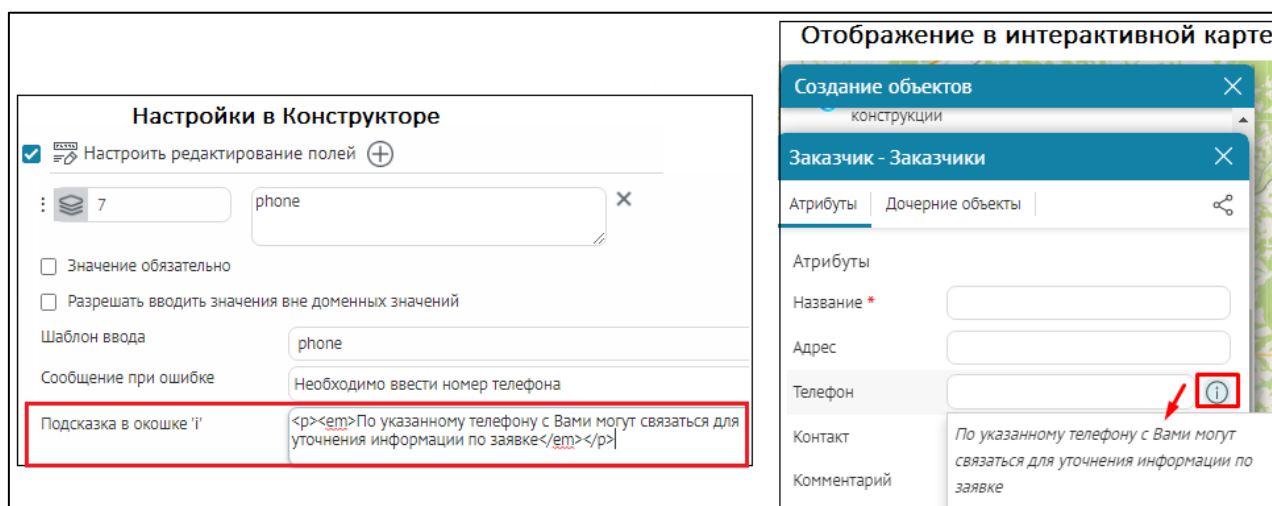 Настройки в Конструкторе
Настроить редактирование полей
7
phone
Значение обязательно
Разрешать вводить значения вне доменных значений
Шаблон ввода
phone
Сообщение при ошибке
Необходимо ввести номер телефона
Подсказка в окошке 'i'
<p><em>По указанному телефону с Вами могут связаться для
уточнения информации по заявке</em></p>
Отображение в интерактивной карте
Создание объектов
конструкции
Заказчик - Заказчики
Атрибуты
Дочерние объекты
Атрибуты
Название *
Адрес
Телефон
i
Контакт
Комментарий
По указанному телефону с Вами могут
связаться для уточнения информации по
заявке